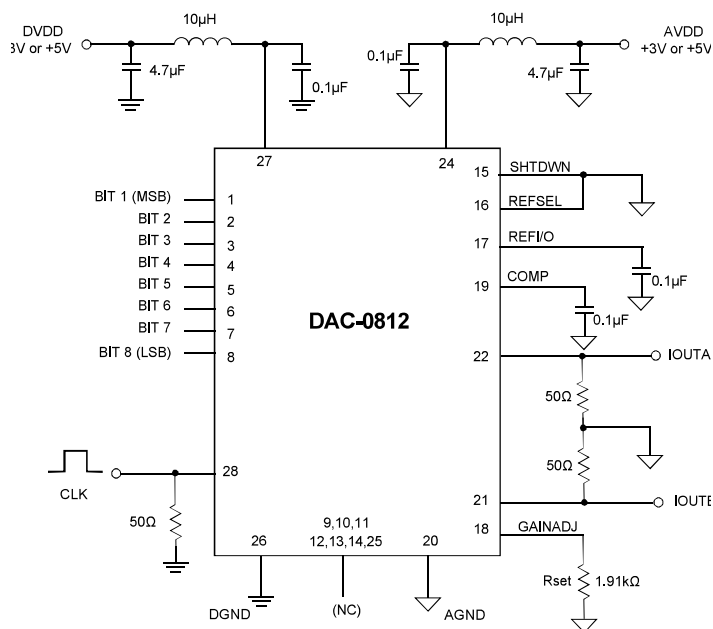 DVDD
3V or +5V
10µH
4.7µF
0.1µF
10µH
0.1µF
4.7µF
AVDD
+3V or +5V
27
24
BIT 1 (MSB)
BIT 2
BIT 3
BIT 4
BIT 5
BIT 6
BIT 7
BIT 8 (LSB)
1
2
3
4
5
6
7
8
DAC-0812
15
SHTDWN
16
REFSEL
17
REFI/O
0.1µF
19
COMP
0.1µF
22
IOUTA
50Ω
50Ω
21
IOUTB
18
GAINADJ
Rset
1.91kΩ
CLK
28
50Ω
26
DGND
9,10,11
12,13,14,25
(NC)
20
AGND